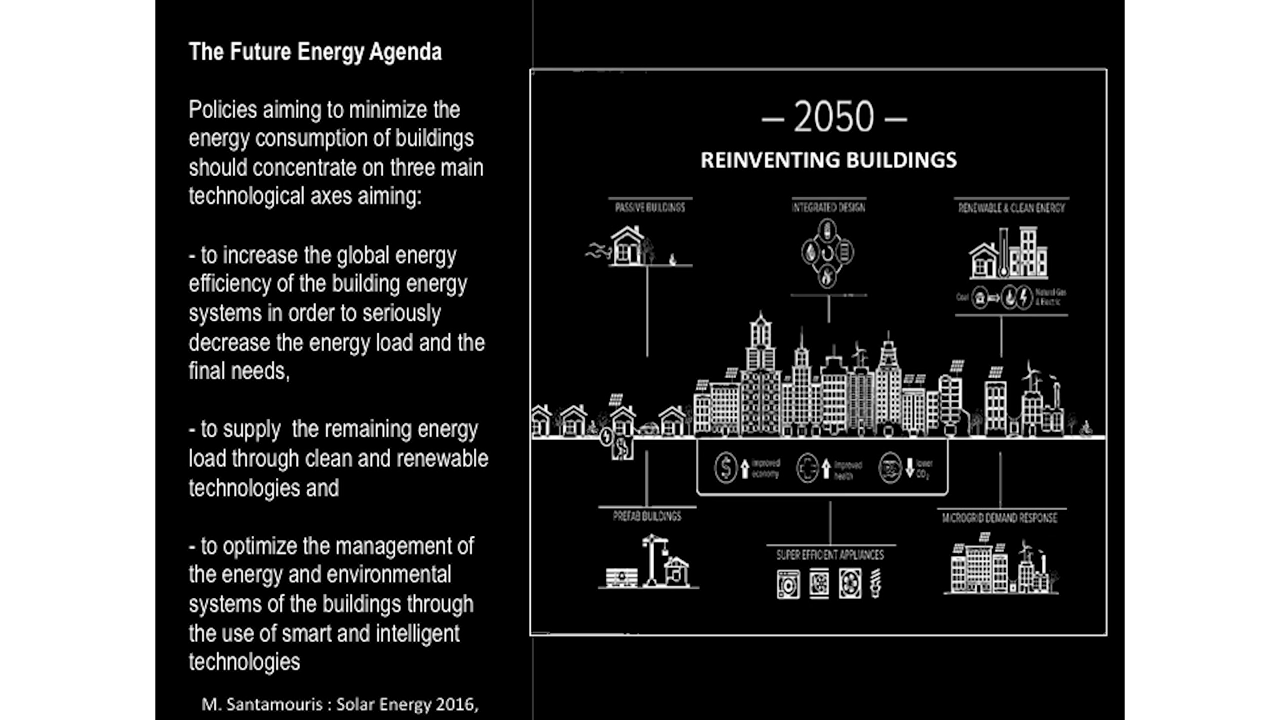 The Future Energy Agenda
Policies aiming to minimize the
energy consumption of buildings
should concentrate on three main
technological axes aiming:
- to increase the global energy
efficiency of the building energy
systems in order to seriously
decrease the energy load and the
final needs,
- to supply the remaining energy
load through clean and renewable
technologies and
- to optimize the management of
the energy and environmental
systems of the buildings through
the use of smart and intelligent
technologies
M. Santamouris : Solar Energy 2016,
– 2050 –
REINVENTING BUILDINGS
PASSIVE BUILDINGS
INTEGRATED DESIGN
RENEWABLE & CLEAN ENERGY
Coal
Natural Gas
& Electric
$
Improved
economy
Improved
health
lower
CO2
PREFAB BUILDINGS
SUPER EFFICIENT APPLIANCES
MICROGRID DEMAND RESPONSE